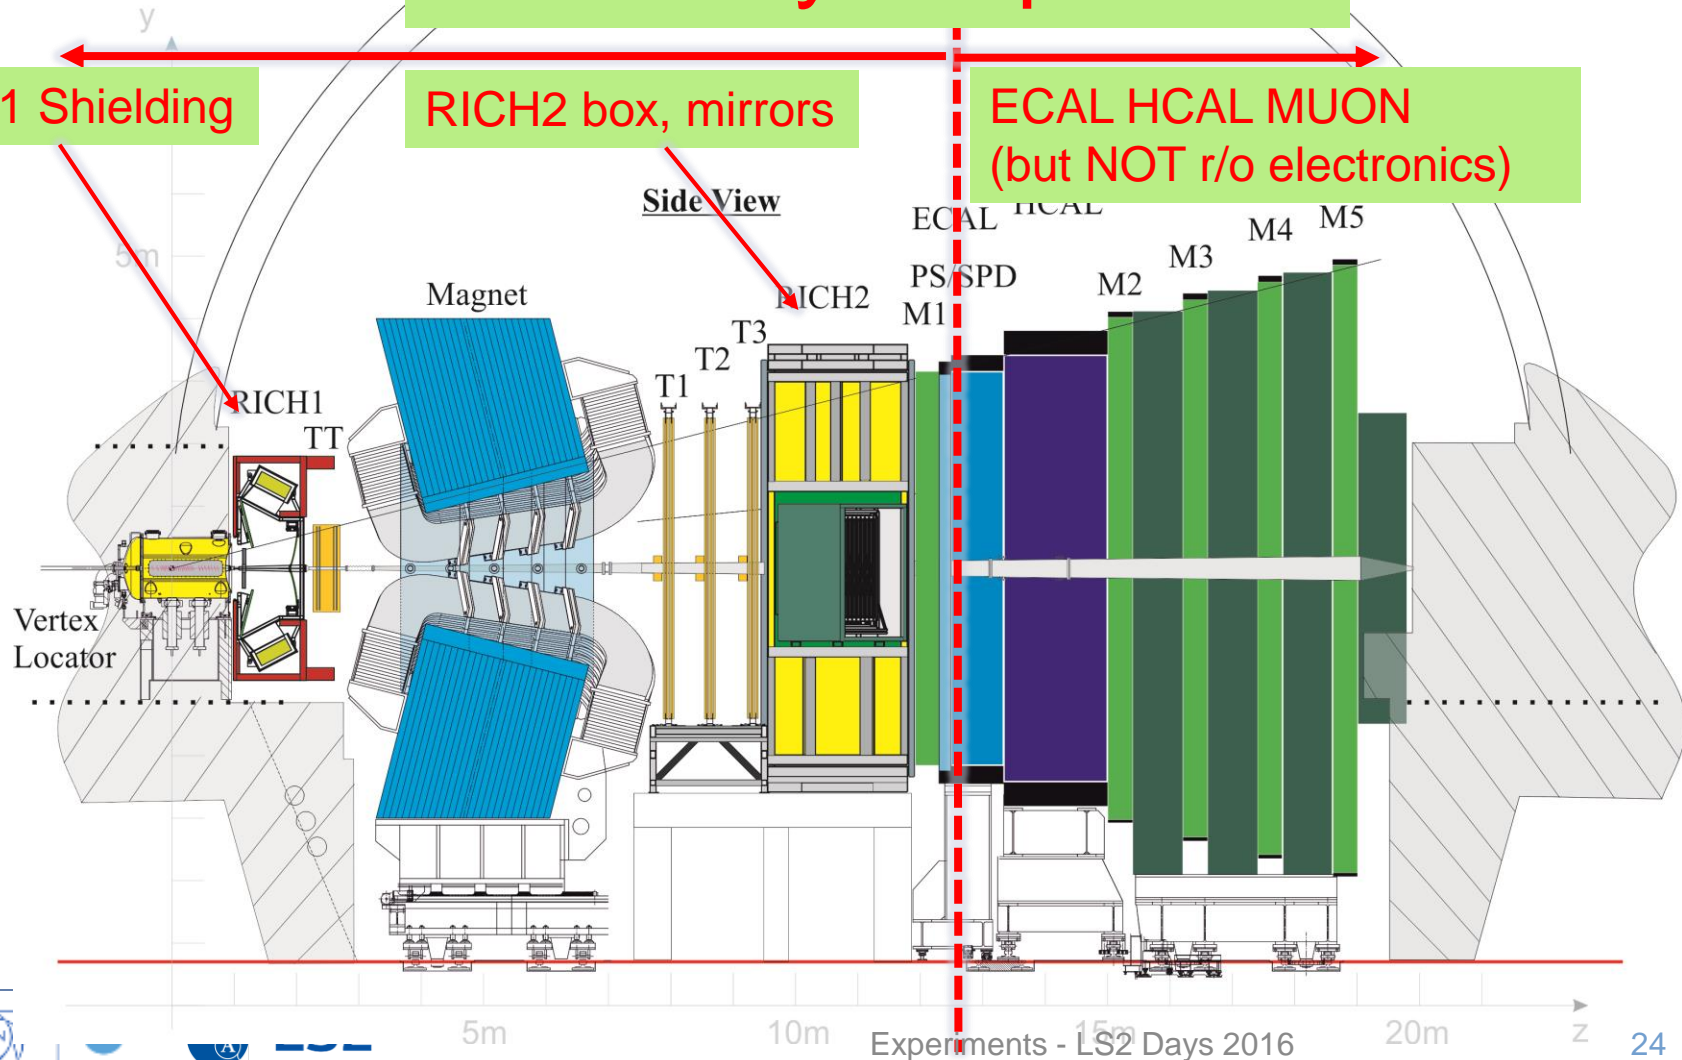 y
1 Shielding
RICH2 box, mirrors
ECAL HCAL MUON
(but NOT r/o electronics)
Side View
ECAL
HCAL
M5
M4
5m
M3
PS/SPD
M2
Magnet
RICH2
M1
T3
T2
T1
RICH1
TT
Vertex
Locator
5m
10m
15m
20m
z
Experiments - LS2 Days 2016
24
LS2